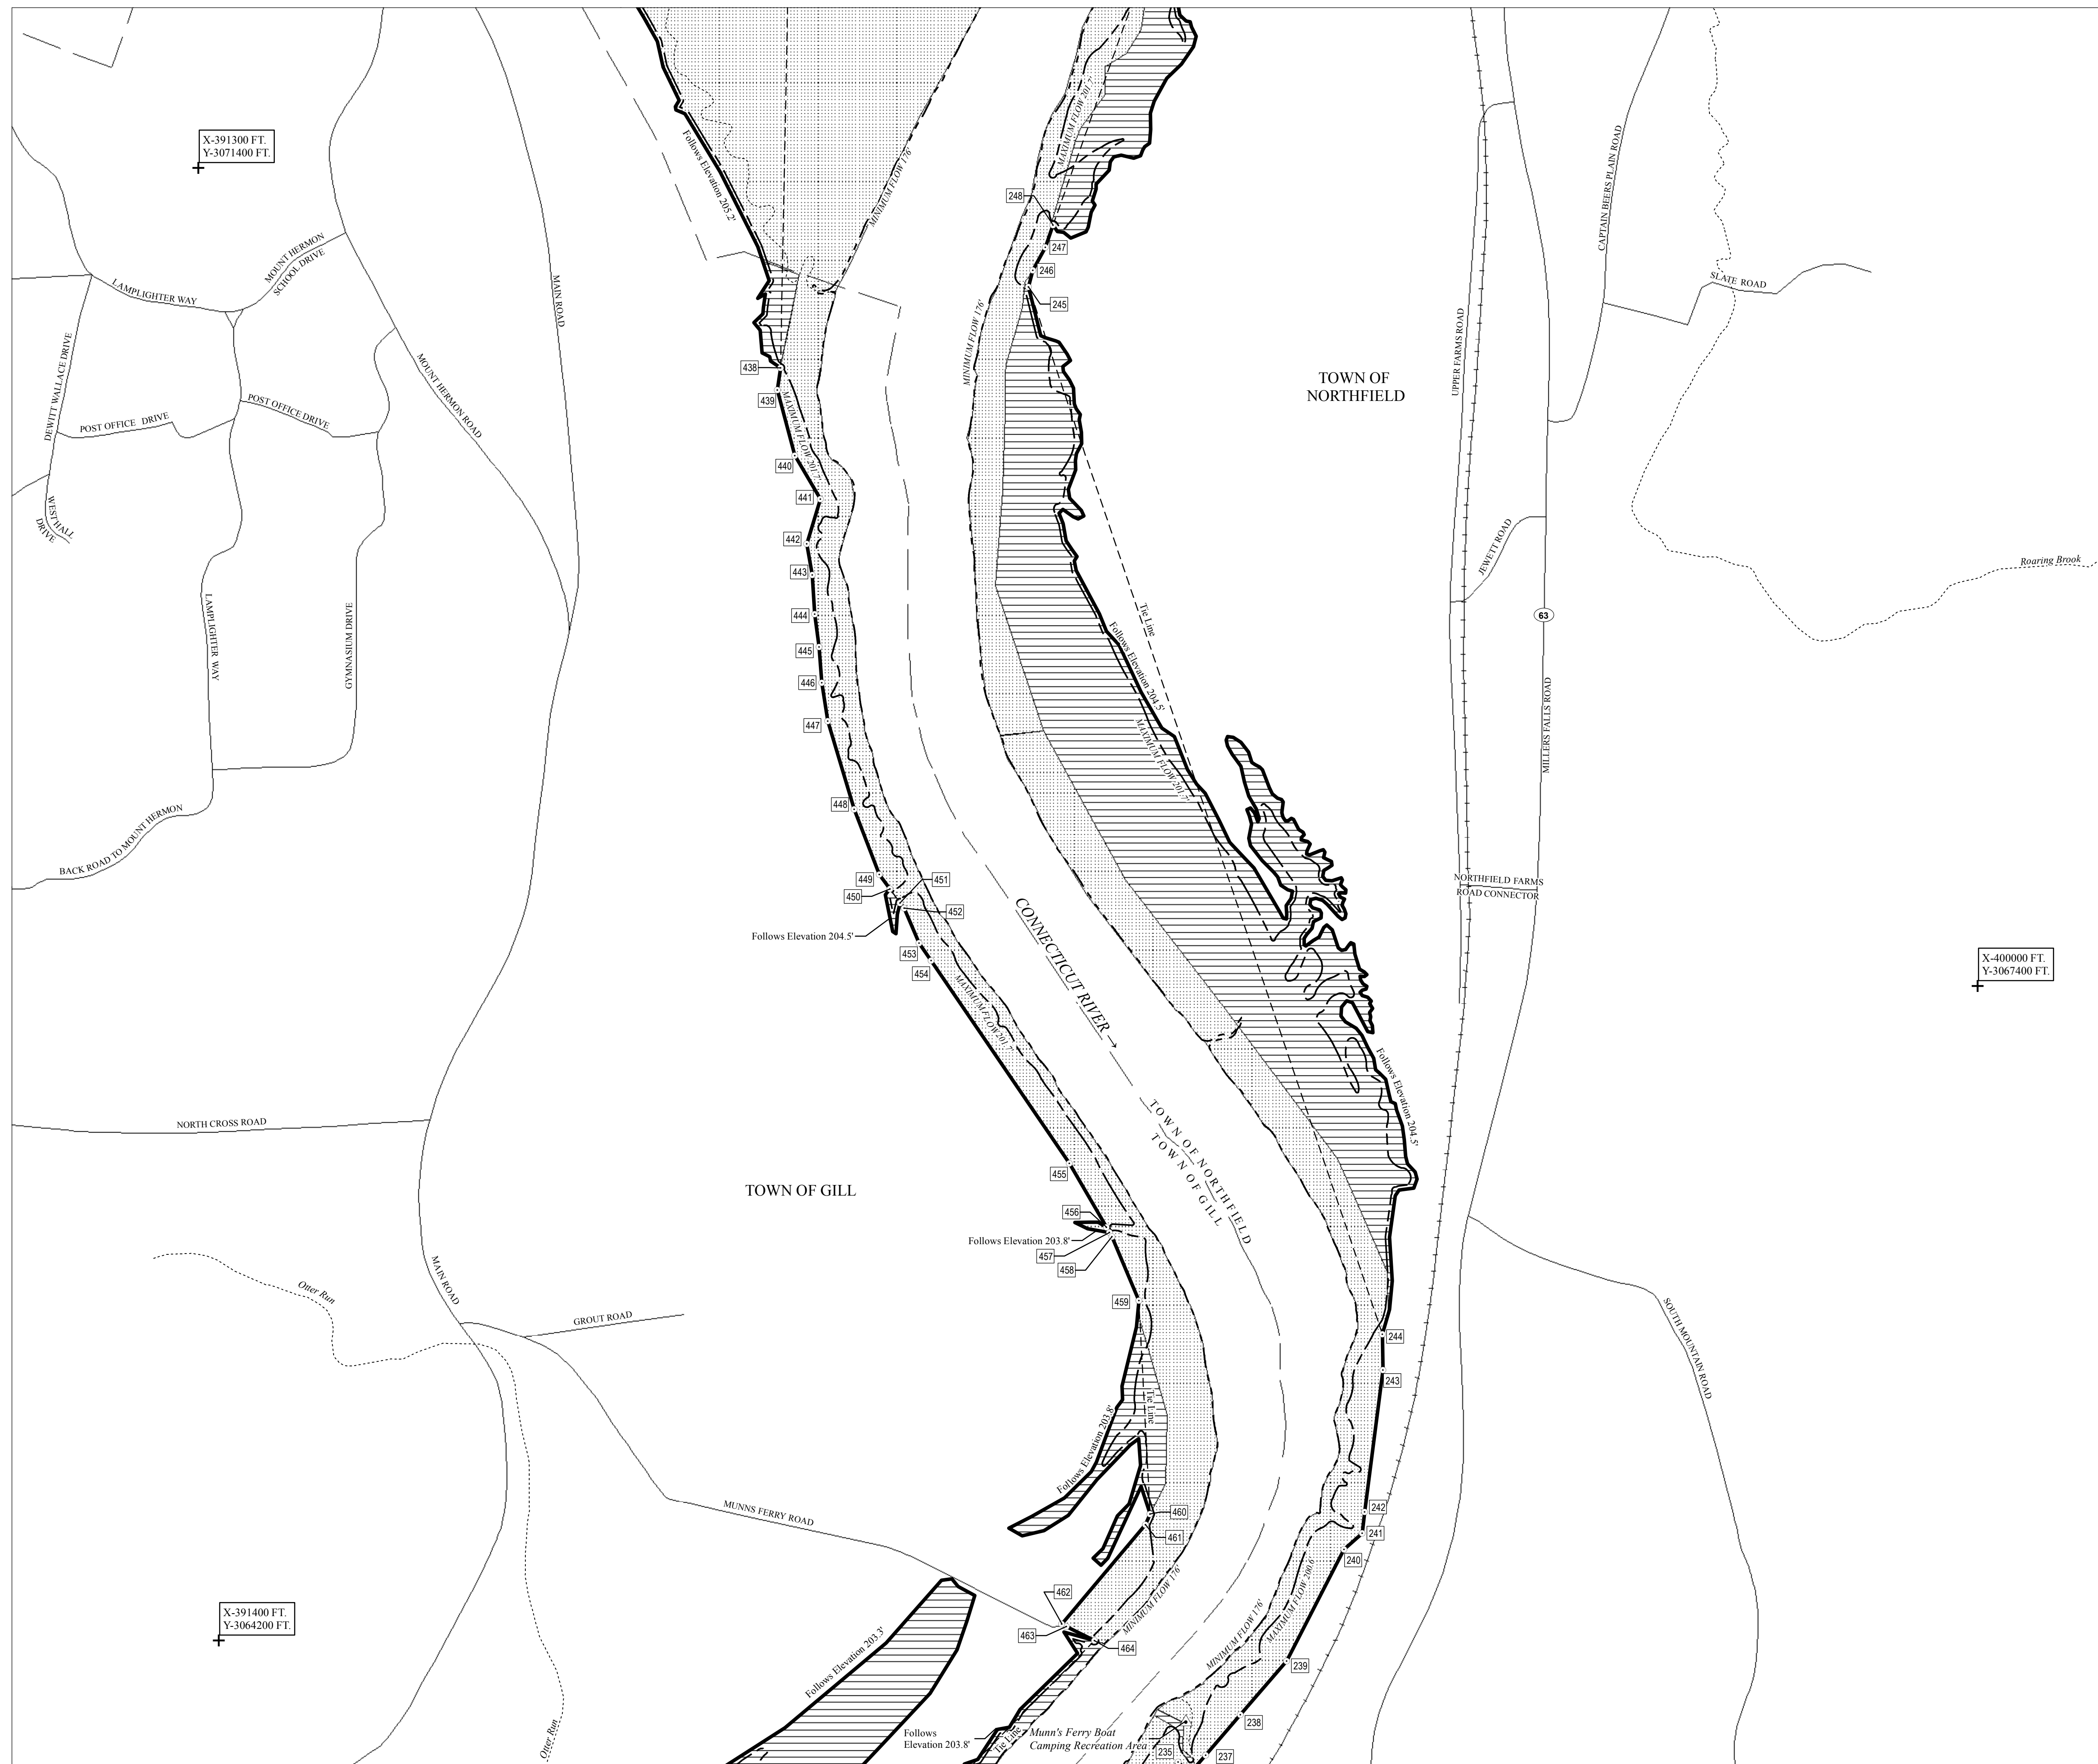 X-391300 FT.
Y-3071400 FT.
Follows Elevation 205.2'
MINIMUM FLOW 176'
MAXIMUM FLOW 201.7'
248
247
246
245
CAPTAIN BEERS PLAIN ROAD
SLATE ROAD
MOUNT HERMON
SCHOOL DRIVE
LAMPLIGHTER WAY
MAIN ROAD
DEWITT WALLACE DRIVE
MOUNT HERMON ROAD
MINIMUM FLOW 176'
UPPER FARMS ROAD
TOWN OF
NORTHFIELD
438
439
POST OFFICE DRIVE
POST OFFICE DRIVE
MAXIMUM FLOW 201.7'
440
441
442
443
444
445
446
447
448
WEST HALL
DRIVE
LAMPLIGHTER WAY
GYMNASIUM DRIVE
JEWETT ROAD
Roaring Brook
63
Tie Line
Follows Elevation 204.5'
MAXIMUM FLOW 201.7'
MILLERS FALLS ROAD
BACK ROAD TO MOUNT HERMON
449
450
451
452
Follows Elevation 204.5'
453
454
NORTHFIELD FARMS
ROAD CONNECTOR
CONNECTICUT RIVER
X-400000 FT.
Y-3067400 FT.
MAXIMUM FLOW 201.7'
Follows Elevation 204.5'
NORTH CROSS ROAD
TOWN OF NORTHFIELD
TOWN OF GILL
455
TOWN OF GILL
456
Follows Elevation 203.8'
457
458
459
MAIN ROAD
Otter Run
GROUT ROAD
244
243
SOUTH MOUNTAIN ROAD
Tie Line
Follows Elevation 203.8'
MUNNS FERRY ROAD
460
461
242
241
240
462
MINIMUM FLOW 176'
MAXIMUM FLOW 200.6'
X-391400 FT.
Y-3064200 FT.
463
464
MINIMUM FLOW 176'
Follows Elevation 203.3'
239
238
Otter Run
Follows
Elevation 203.8'
Tie Line
Munn's Ferry Boat
Camping Recreation Area
235
237